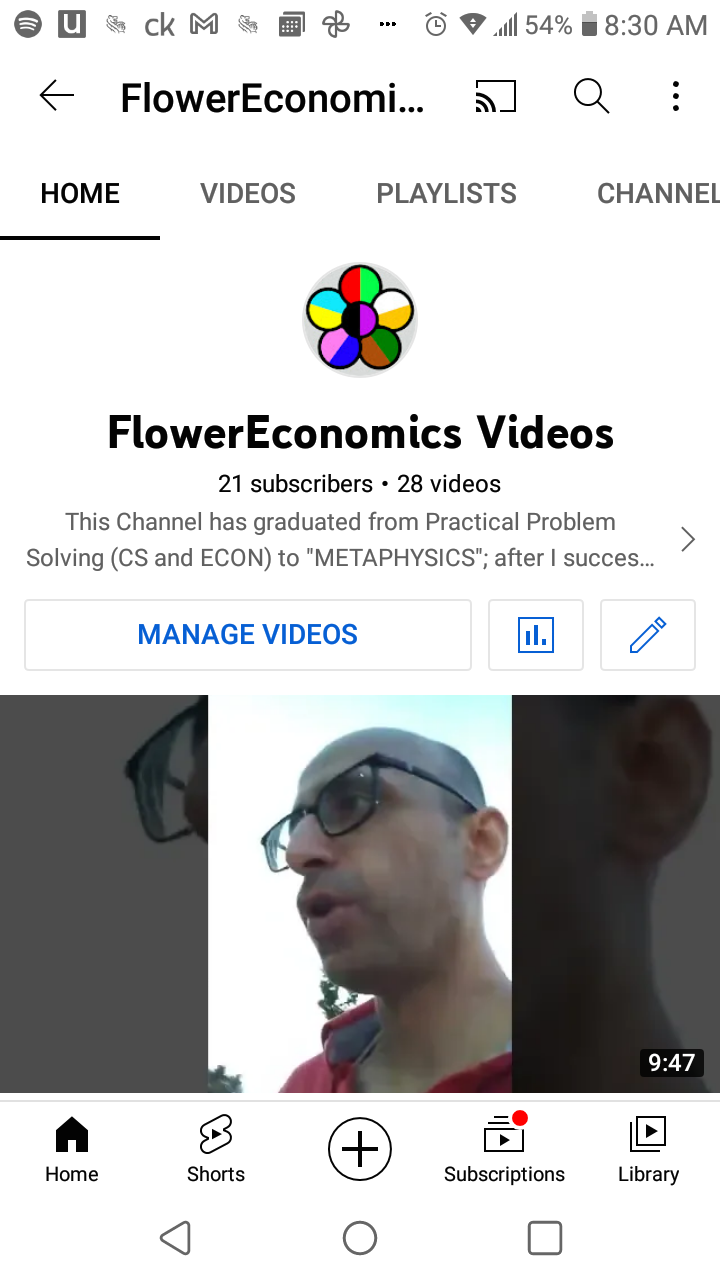 54% 8:30 AM
FlowerEconomi...
HOME VIDEOS PLAYLISTS CHANNEL
FlowerEconomics Videos
21 subscribers • 28 videos
This Channel has graduated from Practical Problem
Solving (CS and ECON) to "METAPHYSICS"; after I succes...
MANAGE VIDEOS
9:47
Home Shorts Subscriptions Library